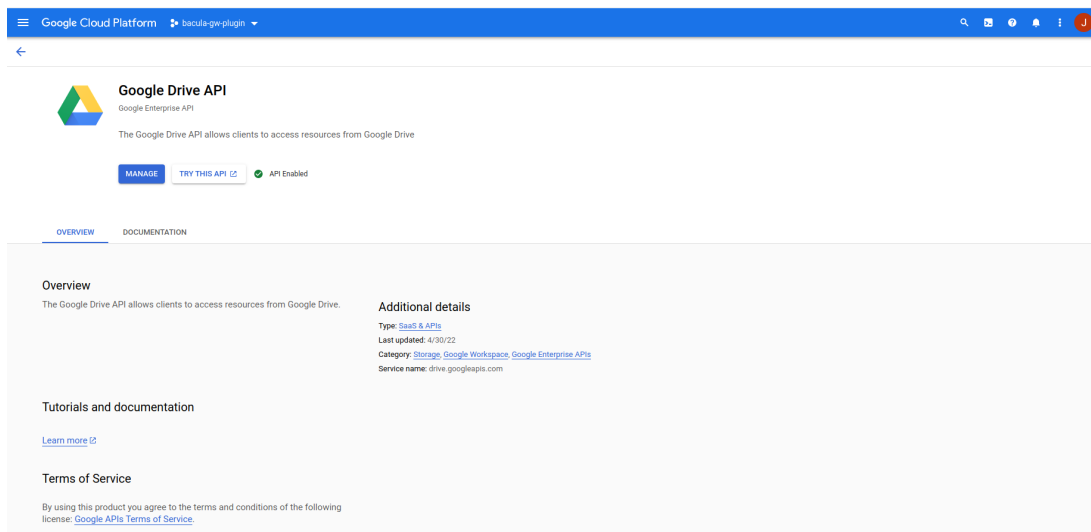 Google Cloud Platform bacula-gw-plugin J
Google Drive API
Google Enterprise API
The Google Drive API allows clients to access resources from Google Drive
MANAGE TRY THIS API API Enabled
OVERVIEW DOCUMENTATION
Overview
The Google Drive API allows clients to access resources from Google Drive.
Additional details
Type: SaaS & APIs
Last updated: 4/30/22
Category: Storage, Google Workspace, Google Enterprise APIs
Service name: drive.googleapis.com
Tutorials and documentation
Learn more
Terms of Service
By using this product you agree to the terms and conditions of the following
license: Google APIs Terms of Service.